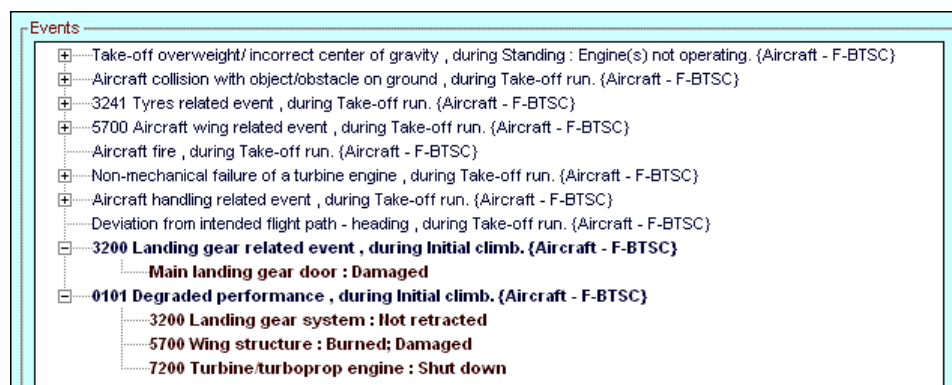 Events
Take-off overweight/ incorrect center of gravity , during Standing : Engine(s) not operating. {Aircraft - F-BTSC}
Aircraft collision with object/obstacle on ground , during Take-off run. {Aircraft - F-BTSC}
3241 Tyres related event , during Take-off run. {Aircraft - F-BTSC}
5700 Aircraft wing related event , during Take-off run. {Aircraft - F-BTSC}
Aircraft fire , during Take-off run. {Aircraft - F-BTSC}
Non-mechanical failure of a turbine engine , during Take-off run. {Aircraft - F-BTSC}
Aircraft handling related event , during Take-off run. {Aircraft - F-BTSC}
Deviation from intended flight path - heading , during Take-off run. {Aircraft - F-BTSC}
3200 Landing gear related event , during Initial climb. {Aircraft - F-BTSC}
Main landing gear door : Damaged
0101 Degraded performance , during Initial climb. {Aircraft - F-BTSC}
3200 Landing gear system : Not retracted
5700 Wing structure : Burned; Damaged
7200 Turbine/turboprop engine : Shut down